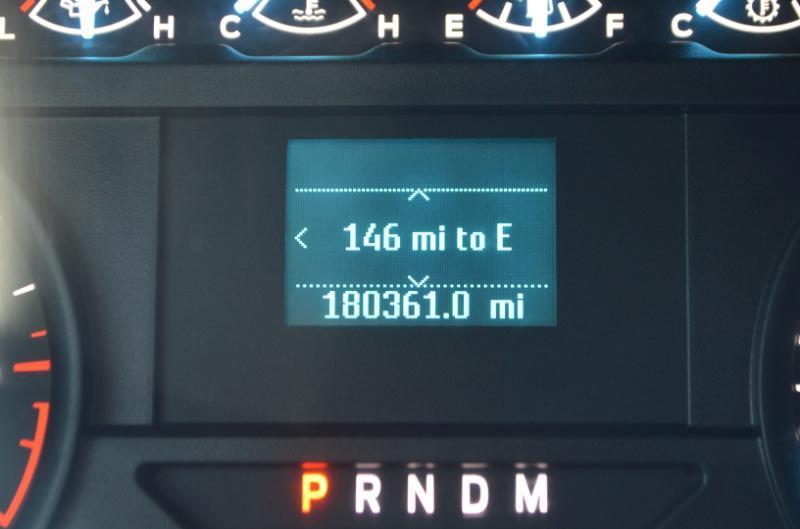 L H C H E F C
146 mi to E
180361.0 mi
P R N D M